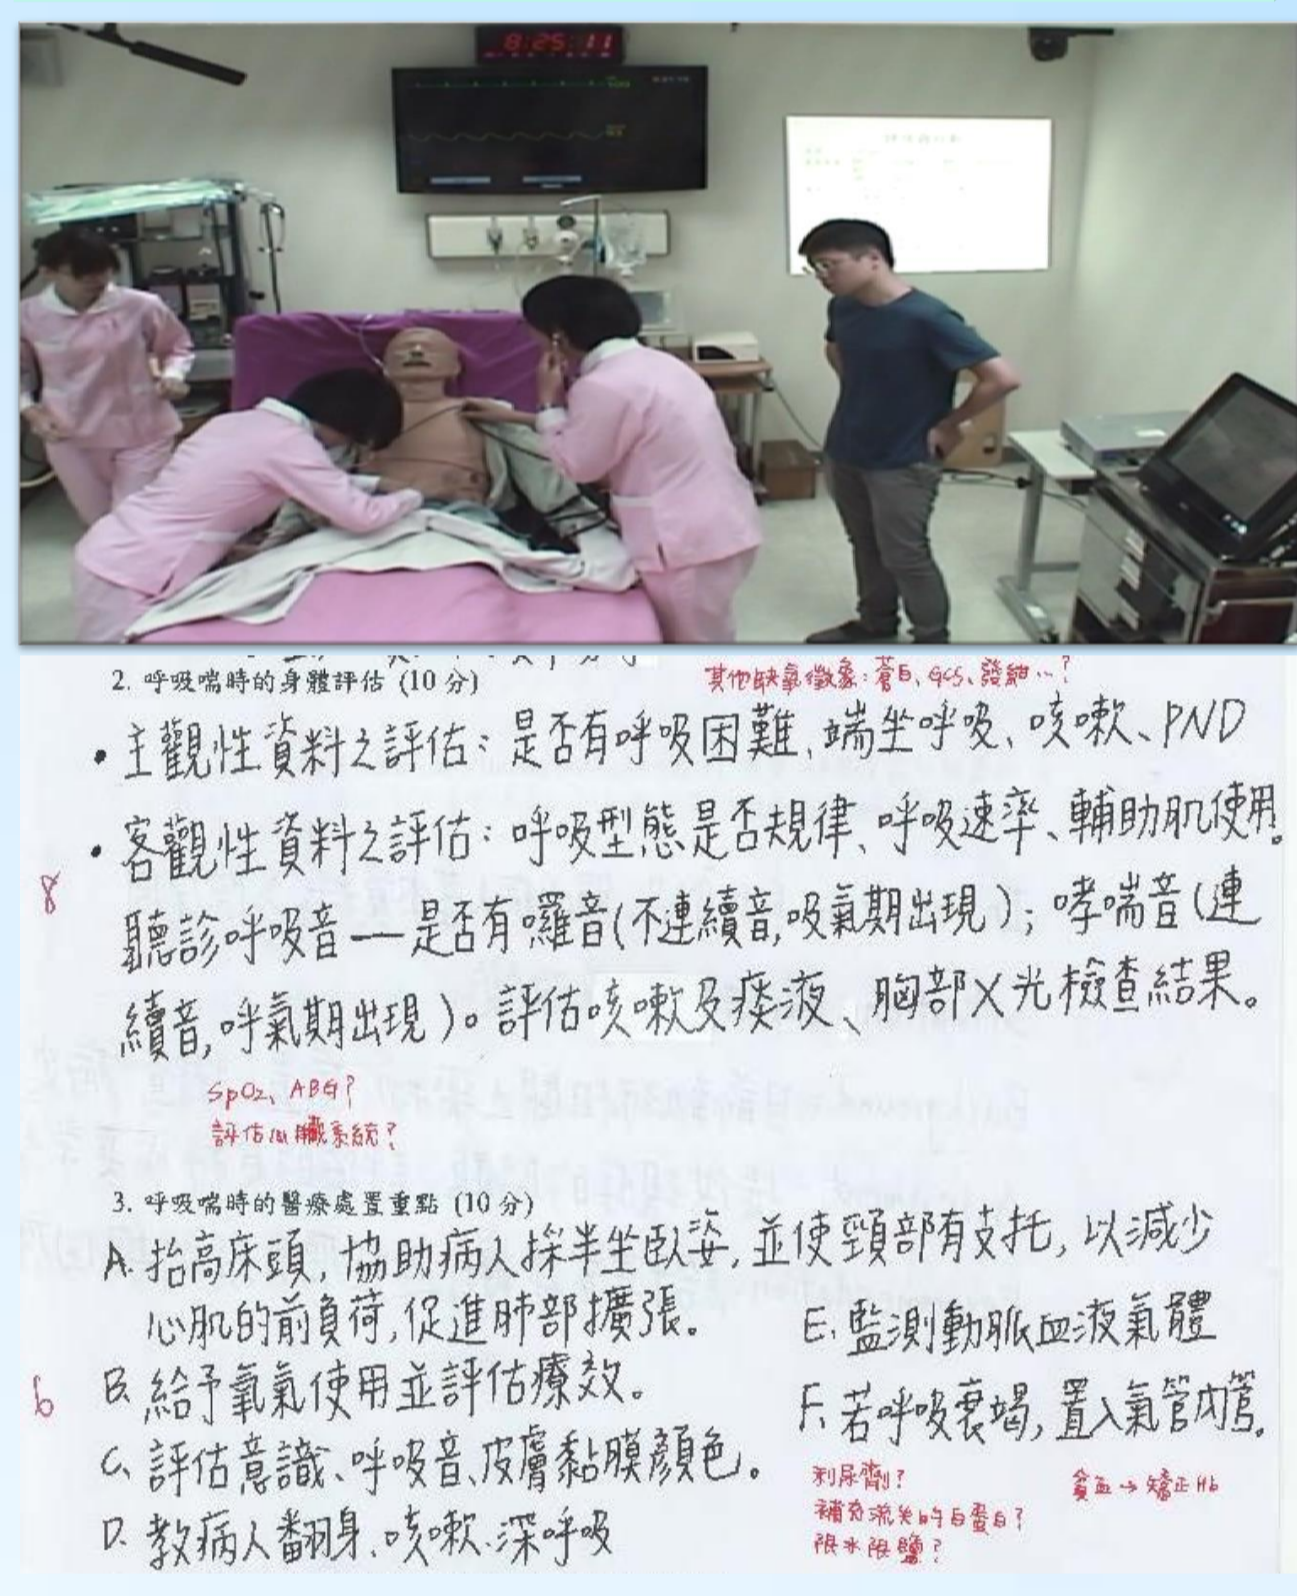 8:25:11
2. 呼吸喘時的身體評估 (10 分)
其他缺氧徵象：蒼白、GCS、發紺…？
• 主觀性資料之評估：是否有呼吸困難、端坐呼吸、咳嗽、PND
• 客觀性資料之評估：呼吸型態是否規律、呼吸速率、輔助肌使用。
8
聽診呼吸音—是否有囉音(不連續音,吸氣期出現)；哮喘音(連
續音,呼氣期出現)。評估咳嗽及痰液、胸部X光檢查結果。
SpO2、ABG？
評估心臟系統？
3. 呼吸喘時的醫療處置重點 (10 分)
A. 抬高床頭，協助病人採半坐臥姿，並使頸部有支托，以減少
心肌的前負荷,促進肺部擴張。
B. 給予氧氣使用並評估療效。
6
C、評估意識、呼吸音、皮膚黏膜顏色。
D. 教病人翻身、咳嗽、深呼吸
E. 監測動脈血液氣體
F. 若呼吸衰竭，置入氣管內管。
利尿劑？
補充流失的白蛋白？
限水限鹽？
貧血→矯正Hb